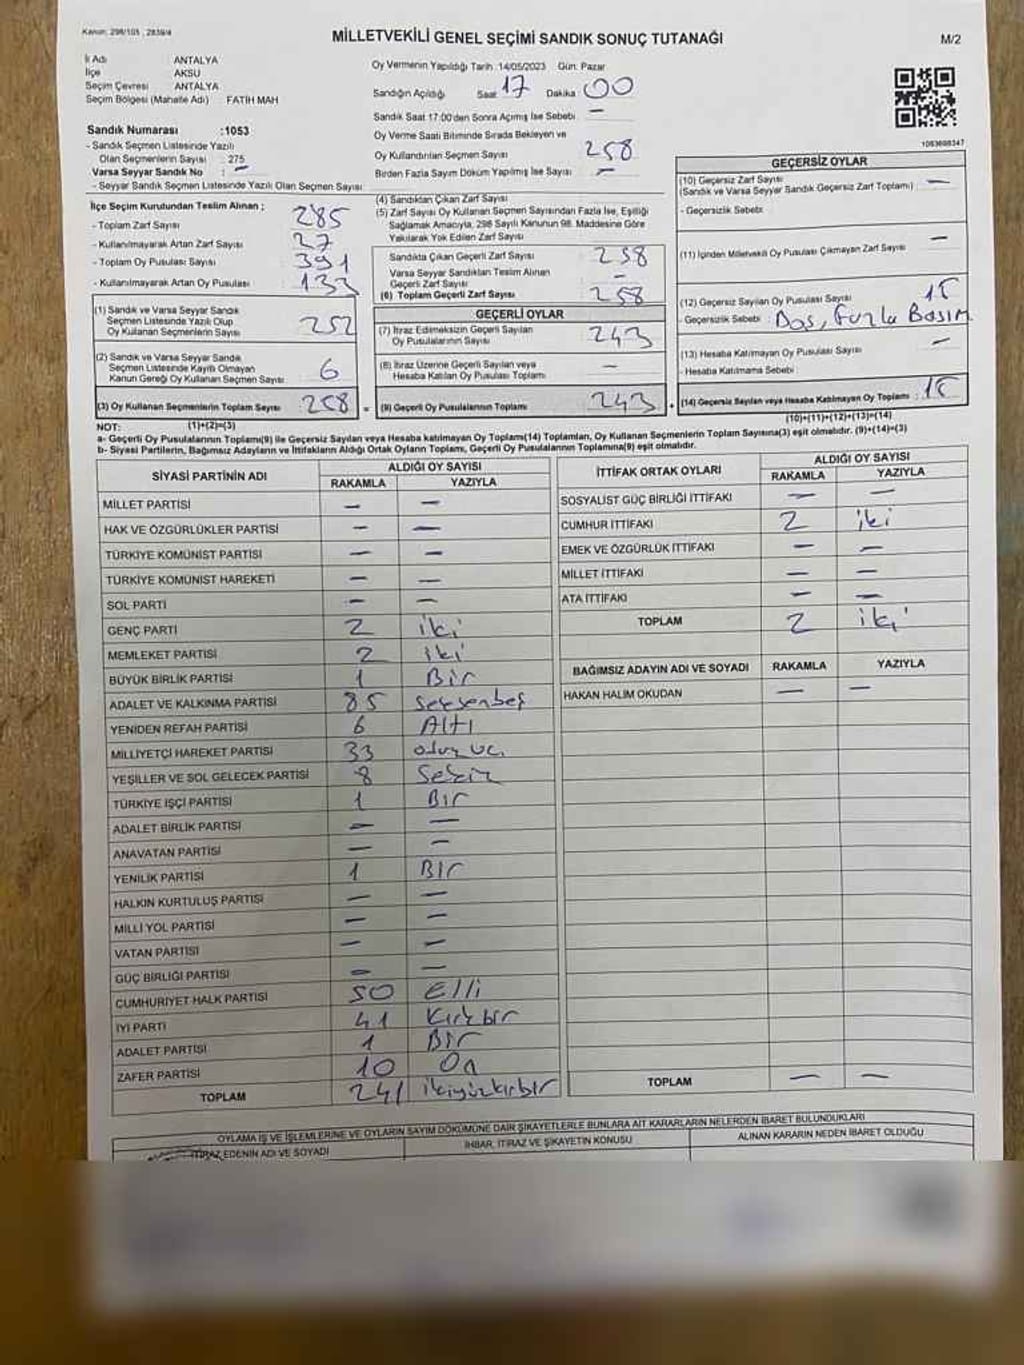 Kanun: 298/105 , 2839/4
MİLLETVEKİLİ GENEL SEÇİMİ SANDIK SONUÇ TUTANAĞI
M/2
İl Adı ANTALYA
İlçe AKSU
Seçim Çevresi ANTALYA
Seçim Bölgesi (Mahalle Adı) FATİH MAH
Sandık Numarası :1053
- Sandık Seçmen Listesinde Yazılı
Olan Seçmenlerin Sayısı : 275
Varsa Seyyar Sandık No : -
- Seyyar Sandık Seçmen Listesinde Yazılı Olan Seçmen Sayısı
Oy Vermenin Yapıldığı Tarih :14/05/2023 Gün: Pazar
Sandığın Açıldığı Saat 17 Dakika 00
Sandık Saat 17:00'den Sonra Açılmış İse Sebebi : -
Oy Verme Saati Bitiminde Sırada Bekleyen ve
Oy Kullandırılan Seçmen Sayısı 258
Birden Fazla Sayım Döküm Yapılmış İse Sayısı : -
1083698347
İlçe Seçim Kurulundan Teslim Alınan ;
- Toplam Zarf Sayısı 285
- Kullanılmayarak Artan Zarf Sayısı 27
- Toplam Oy Pusulası Sayısı 391
- Kullanılmayarak Artan Oy Pusulası 133
(1) Sandık ve Varsa Seyyar Sandık
Seçmen Listesinde Yazılı Olup
Oy Kullanan Seçmenlerin Sayısı 252
(2) Sandık ve Varsa Seyyar Sandık
Seçmen Listesinde Kayıtlı Olmayan
Kanun Gereği Oy Kullanan Seçmen Sayısı 6
(3) Oy Kullanan Seçmenlerin Toplam Sayısı 258 =
(1)+(2)=(3)
(4) Sandıktan Çıkan Zarf Sayısı
(5) Zarf Sayısı Oy Kullanan Seçmen Sayısından Fazla İse, Eşitliği
Sağlamak Amacıyla, 298 Sayılı Kanunun 98. Maddesine Göre
Yakılarak Yok Edilen Zarf Sayısı
Sandıkta Çıkan Geçerli Zarf Sayısı 258
Varsa Seyyar Sandıktan Teslim Alınan
Geçerli Zarf Sayısı : -
(6) Toplam Geçerli Zarf Sayısı 258
GEÇERLİ OYLAR
(7) İtiraz Edilmeksizin Geçerli Sayılan
Oy Pusulalarının Sayısı 243
(8) İtiraz Üzerine Geçerli Sayılan veya
Hesaba Katılan Oy Pusulası Toplamı -
(9) Geçerli Oy Pusulalarının Toplamı 243 +
GEÇERSİZ OYLAR
(10) Geçersiz Zarf Sayısı
(Sandık ve Varsa Seyyar Sandık Geçersiz Zarf Toplamı) -
- Geçersizlik Sebebi
(11) İçinden Milletvekili Oy Pusulası Çıkmayan Zarf Sayısı -
(12) Geçersiz Sayılan Oy Pusulası Sayısı 15
- Geçersizlik Sebebi : Boş, Fazla Basım
(13) Hesaba Katılmayan Oy Pusulası Sayısı -
- Hesaba Katılmama Sebebi
(14) Geçersiz Sayılan veya Hesaba Katılmayan Oy Toplamı : 15
(10)+(11)+(12)+(13)=(14)
NOT:
a- Geçerli Oy Pusulalarının Toplamı(9) ile Geçersiz Sayılan veya Hesaba katılmayan Oy Toplamı(14) Toplamları, Oy Kullanan Seçmenlerin Toplam Sayısına(3) eşit olmalıdır. (9)+(14)=(3)
b- Siyasi Partilerin, Bağımsız Adayların ve İttifakların Aldığı Ortak Oyların Toplamı, Geçerli Oy Pusulalarının Toplamına(9) eşit olmalıdır.
SİYASİ PARTİNİN ADI ALDIĞI OY SAYISI
RAKAMLA YAZIYLA
MİLLET PARTİSİ - -
HAK VE ÖZGÜRLÜKLER PARTİSİ - -
TÜRKİYE KOMÜNİST PARTİSİ - -
TÜRKİYE KOMÜNİST HAREKETİ - -
SOL PARTİ - -
GENÇ PARTİ 2 iki
MEMLEKET PARTİSİ 2 iki
BÜYÜK BİRLİK PARTİSİ 1 Bir
ADALET VE KALKINMA PARTİSİ 85 seksenbeş
YENİDEN REFAH PARTİSİ 6 Altı
MİLLİYETÇİ HAREKET PARTİSİ 33 otuzuç
YEŞİLLER VE SOL GELECEK PARTİSİ 8 Sekiz
TÜRKİYE İŞÇİ PARTİSİ 1 Bir
ADALET BİRLİK PARTİSİ - -
ANAVATAN PARTİSİ - -
YENİLİK PARTİSİ 1 Bir
HALKIN KURTULUŞ PARTİSİ - -
MİLLİ YOL PARTİSİ - -
VATAN PARTİSİ - -
GÜÇ BİRLİĞİ PARTİSİ - -
CUMHURİYET HALK PARTİSİ 50 Elli
İYİ PARTİ 41 Kırkbir
ADALET PARTİSİ 1 Bir
ZAFER PARTİSİ 10 On
TOPLAM 241 ikiyüzkırbir
İTTİFAK ORTAK OYLARI ALDIĞI OY SAYISI
RAKAMLA YAZIYLA
SOSYALİST GÜÇ BİRLİĞİ İTTİFAKI - -
CUMHUR İTTİFAKI 2 iki
EMEK VE ÖZGÜRLÜK İTTİFAKI - -
MİLLET İTTİFAKI - -
ATA İTTİFAKI - -
TOPLAM 2 iki
BAĞIMSIZ ADAYIN ADI VE SOYADI RAKAMLA YAZIYLA
HAKAN HALIM OKUDAN - -
TOPLAM - -
OYLAMA İŞ VE İŞLEMLERİNE VE OYLARIN SAYIM DÖKÜMÜNE DAİR ŞİKAYETLERLE BUNLARA AİT KARARLARIN NELERDEN İBARET BULUNDUKLARI
İTİRAZ EDENİN ADI VE SOYADI
İHBAR, İTİRAZ VE ŞİKAYETİN KONUSU
ALINAN KARARIN NEDEN İBARET OLDUĞU